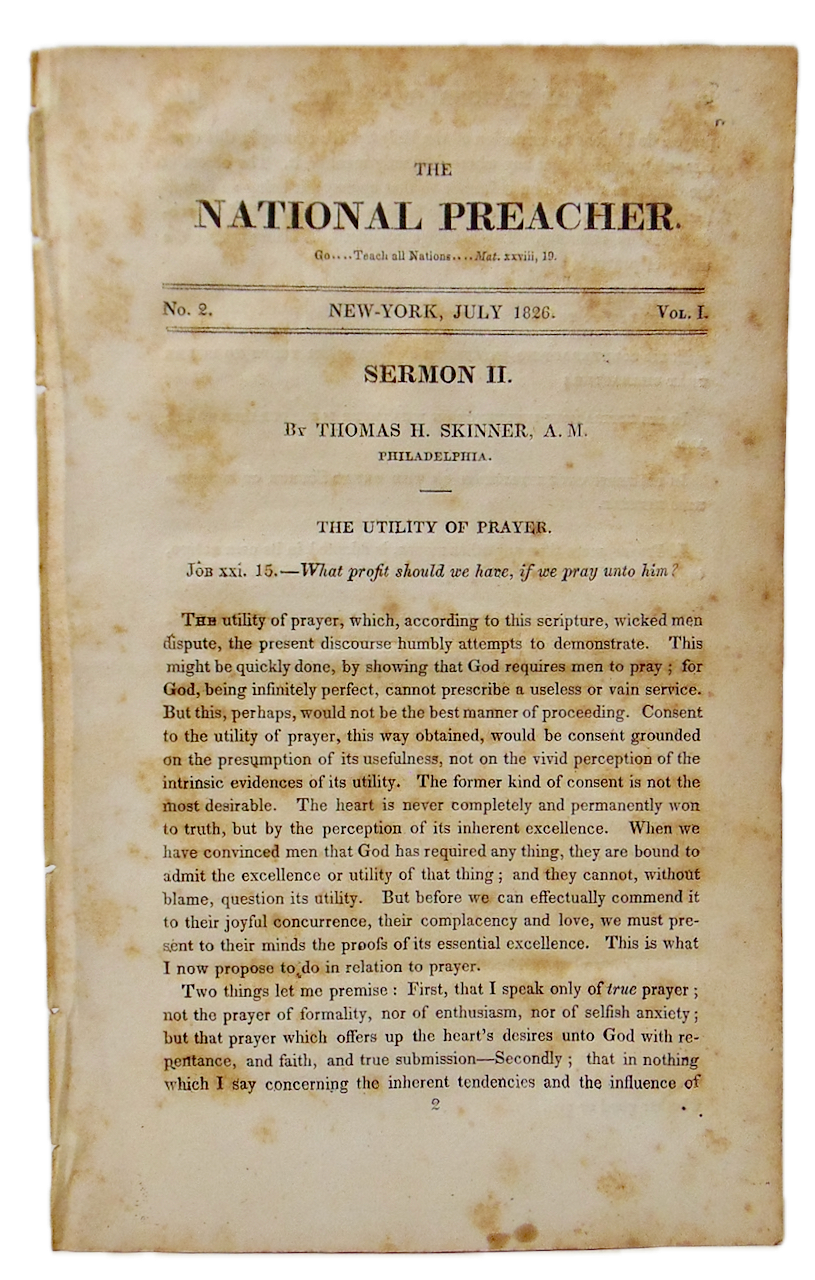 THE
NATIONAL PREACHER.
Go....Teach all Nations....Mat. xxviii, 19.
No. 2. NEW-YORK, JULY 1826. Vol. I.
SERMON II.
By THOMAS H. SKINNER, A. M.
PHILADELPHIA.
THE UTILITY OF PRAYER.
Job xxi. 15.—What profit should we have, if we pray unto him?
The utility of prayer, which, according to this scripture, wicked men
dispute, the present discourse humbly attempts to demonstrate. This
might be quickly done, by showing that God requires men to pray ; for
God, being infinitely perfect, cannot prescribe a useless or vain service.
But this, perhaps, would not be the best manner of proceeding. Consent
to the utility of prayer, this way obtained, would be consent grounded
on the presumption of its usefulness, not on the vivid perception of the
intrinsic evidences of its utility. The former kind of consent is not the
most desirable. The heart is never completely and permanently won
to truth, but by the perception of its inherent excellence. When we
have convinced men that God has required any thing, they are bound to
admit the excellence or utility of that thing ; and they cannot, without
blame, question its utility. But before we can effectually commend it
to their joyful concurrence, their complacency and love, we must pre-
sent to their minds the proofs of its essential excellence. This is what
I now propose to do in relation to prayer.
Two things let me premise : First, that I speak only of true prayer ;
not the prayer of formality, nor of enthusiasm, nor of selfish anxiety ;
but that prayer which offers up the heart's desires unto God with re-
pentance, and faith, and true submission—Secondly ; that in nothing
which I say concerning the inherent tendencies and the influence of
2